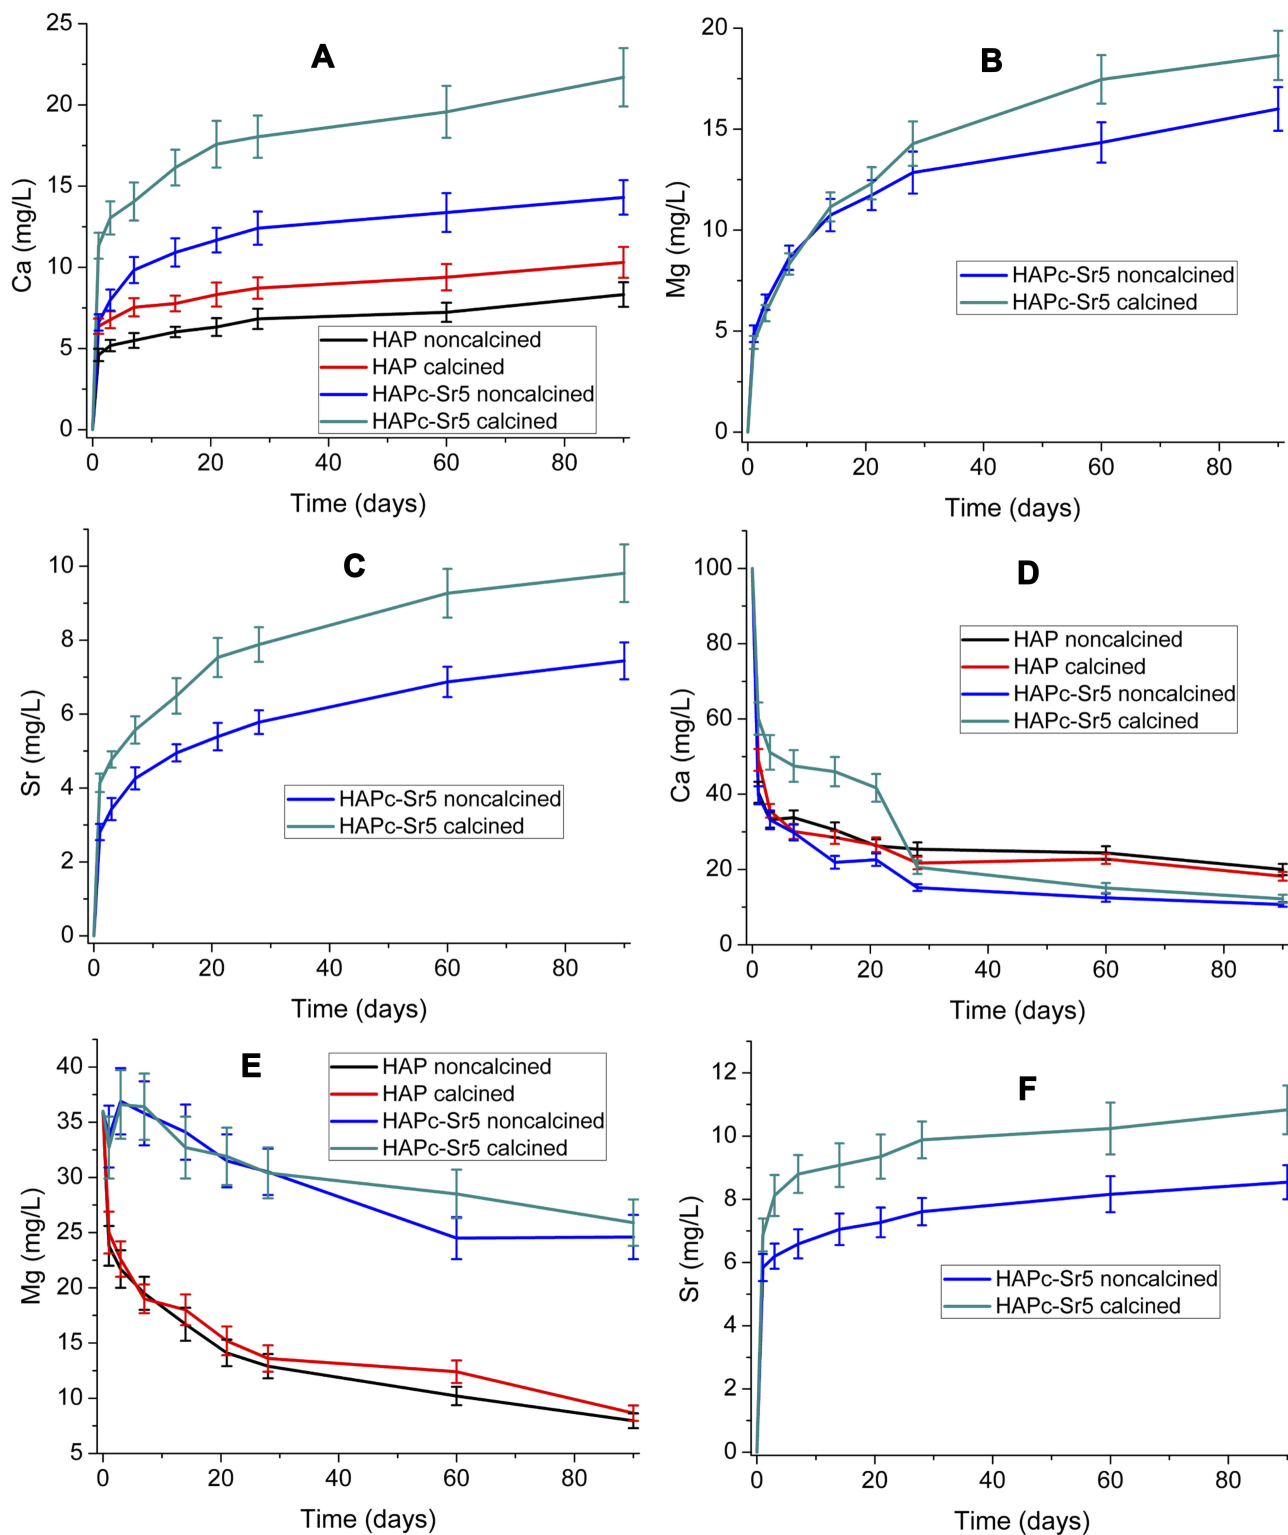 A
Ca (mg/L)
25
20
15
10
5
0
HAP noncalcined
HAP calcined
HAPc-Sr5 noncalcined
HAPc-Sr5 calcined
0 20 40 60 80
Time (days)
B
Mg (mg/L)
20
15
10
5
0
HAPc-Sr5 noncalcined
HAPc-Sr5 calcined
0 20 40 60 80
Time (days)
C
Sr (mg/L)
10
8
6
4
2
0
HAPc-Sr5 noncalcined
HAPc-Sr5 calcined
0 20 40 60 80
Time (days)
D
Ca (mg/L)
100
80
60
40
20
0
HAP noncalcined
HAP calcined
HAPc-Sr5 noncalcined
HAPc-Sr5 calcined
0 20 40 60 80
Time (days)
E
Mg (mg/L)
40
35
30
25
20
15
10
5
HAP noncalcined
HAP calcined
HAPc-Sr5 noncalcined
HAPc-Sr5 calcined
0 20 40 60 80
Time (days)
F
Sr (mg/L)
12
10
8
6
4
2
0
HAPc-Sr5 noncalcined
HAPc-Sr5 calcined
0 20 40 60 80
Time (days)